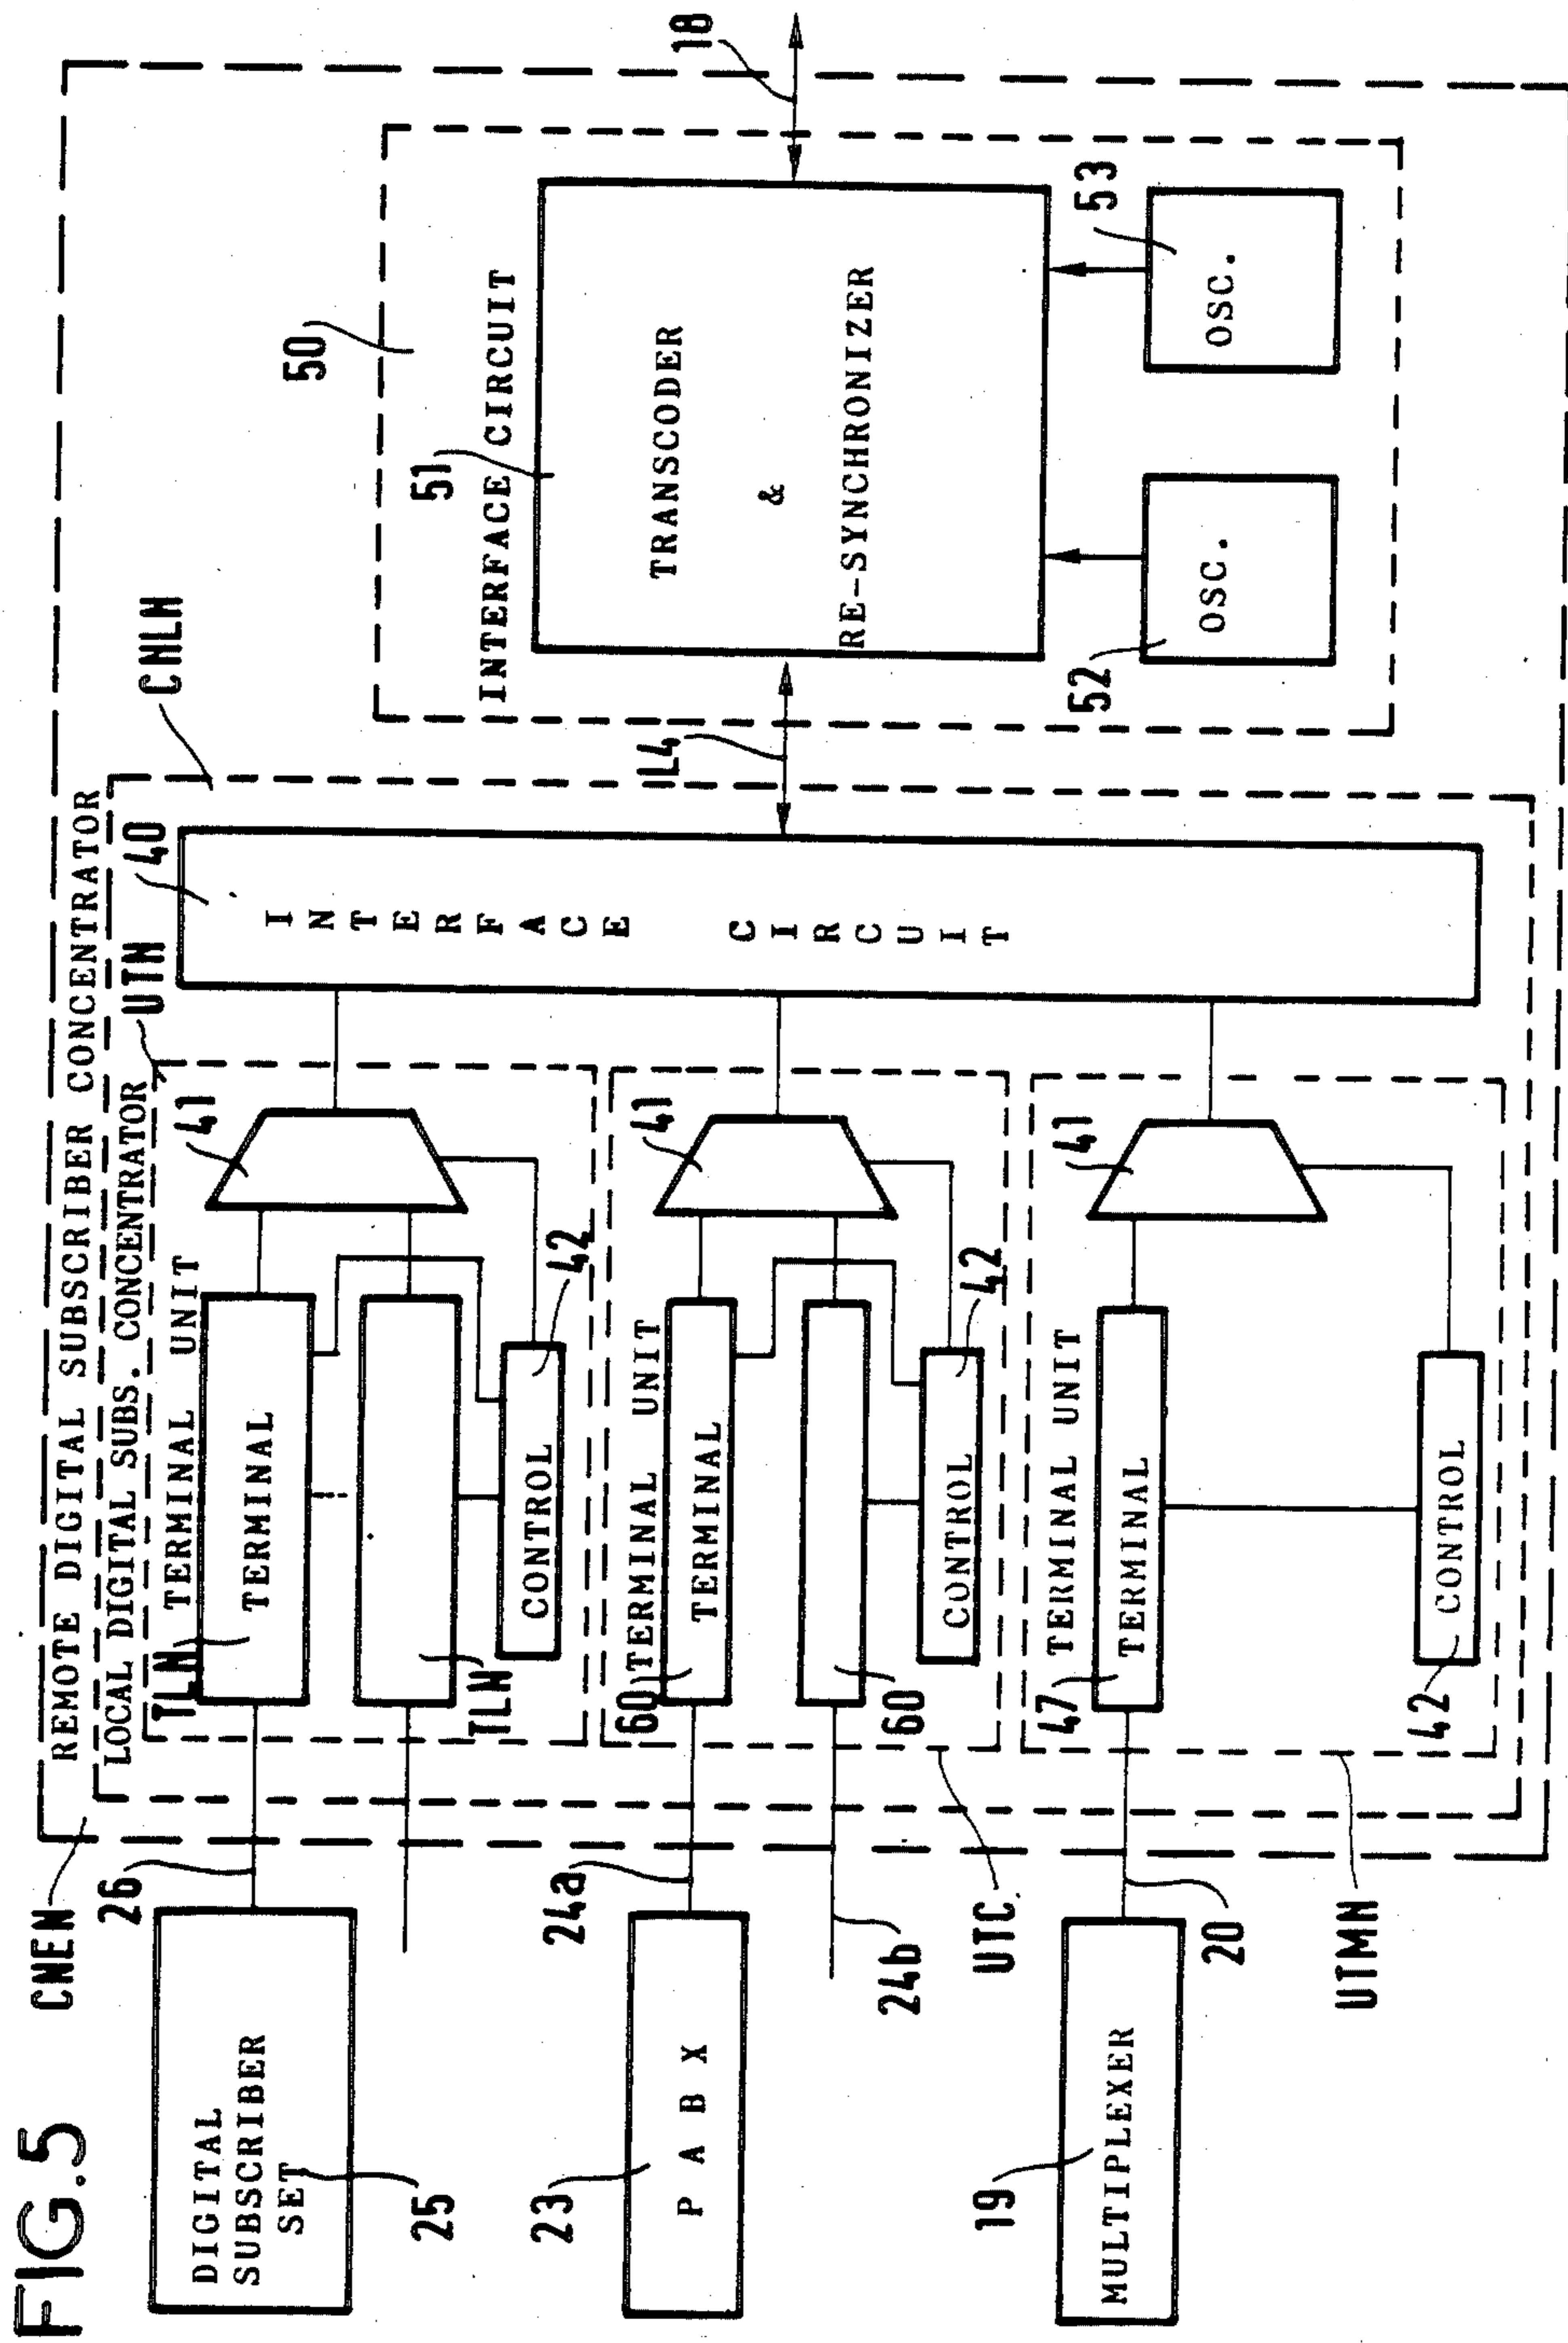 FIG.5
CNEN
REMOTE DIGITAL SUBSCRIBER CONCENTRATOR
LOCAL DIGITAL SUBS. CONCENTRATOR
UTN
CNLN
18
50
INTERFACE CIRCUIT
51
TRANSCODER
&
RE-SYNCHRONIZER
52
OSC.
53
OSC.
L4
40
INTERFACE CIRCUIT
TERMINAL UNIT
TLN
TERMINAL
TLN
41
42
CONTROL
26
DIGITAL
SUBSCRIBER
SET
25
TERMINAL UNIT
60
TERMINAL
60
41
42
CONTROL
24a
24b
23
PABX
UTC
TERMINAL UNIT
47
TERMINAL
41
42
CONTROL
20
19
MULTIPLEXER
UTMN